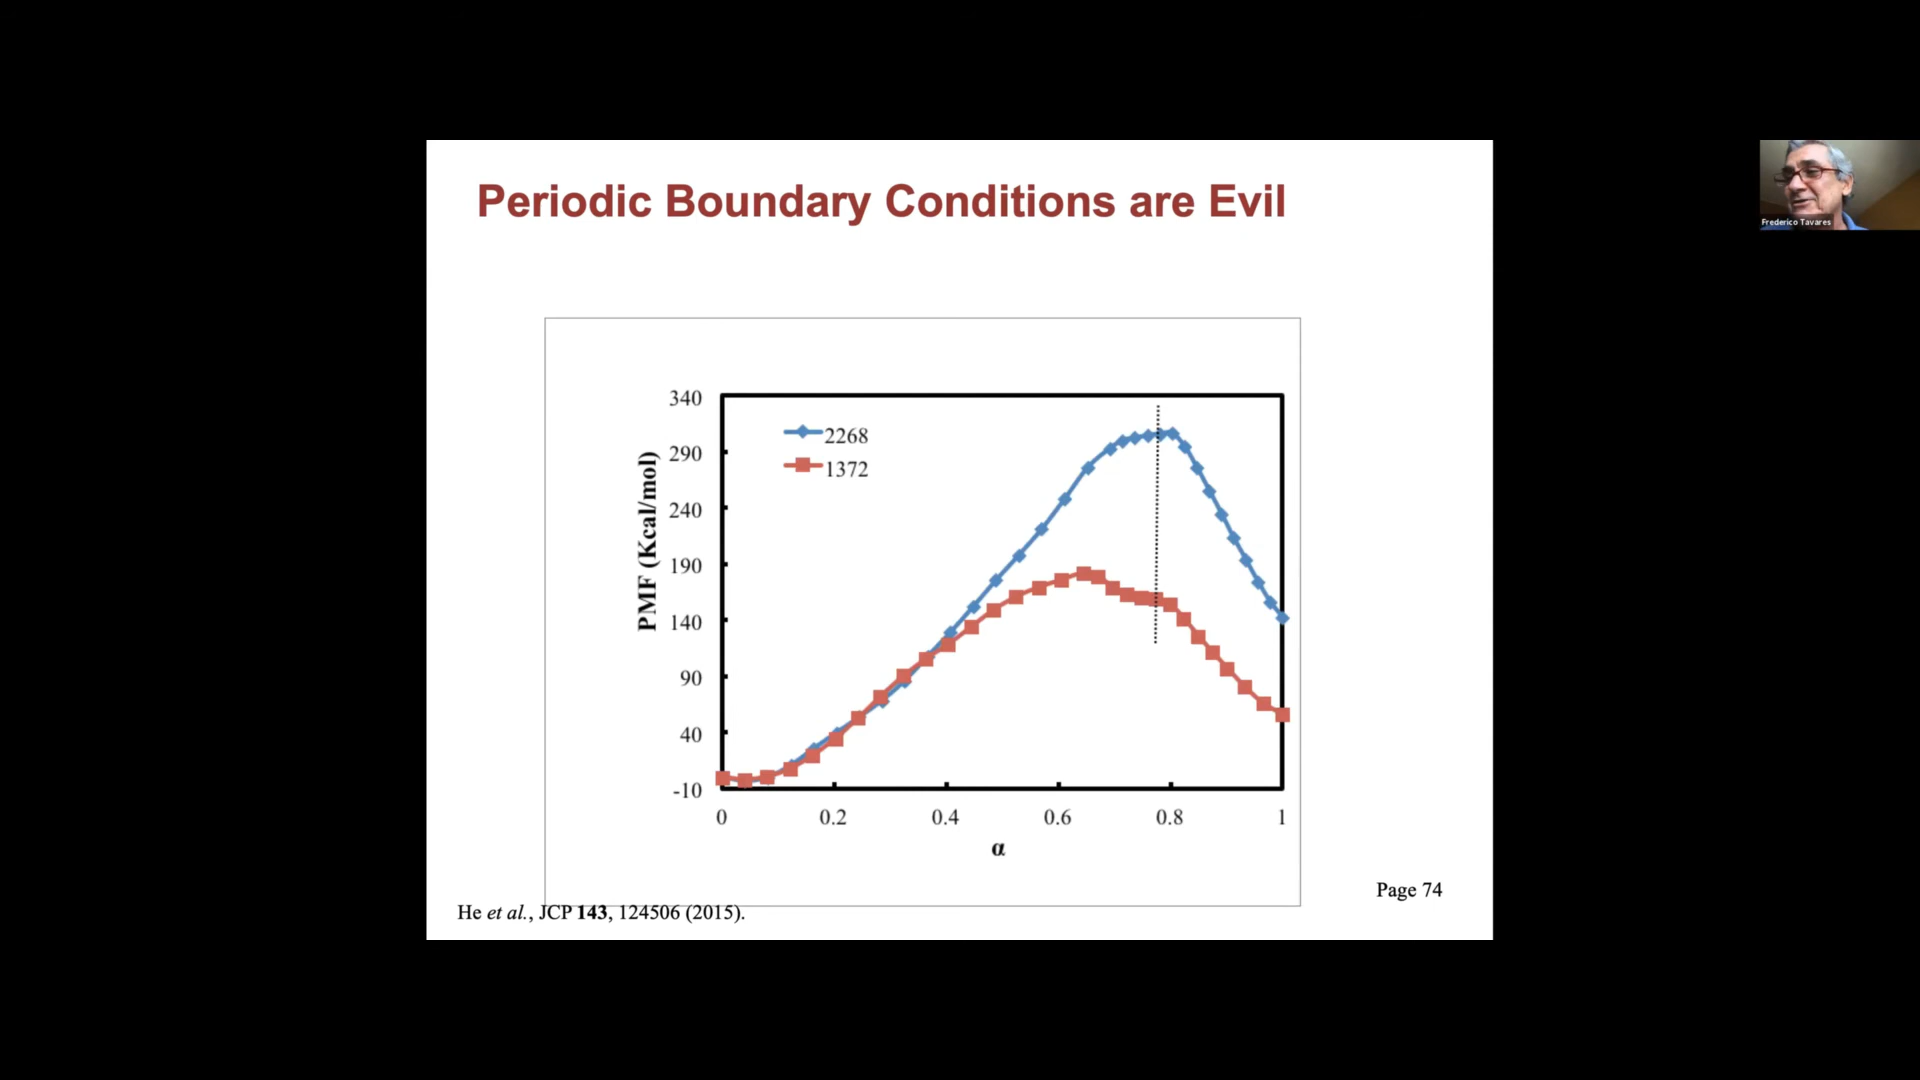 Periodic Boundary Conditions are Evil
Frederico Tavares
340
290
240
190
140
90
40
-10
PMF (Kcal/mol)
2268
1372
0 0.2 0.4 0.6 0.8 1
α
Page 74
He et al., JCP 143, 124506 (2015).